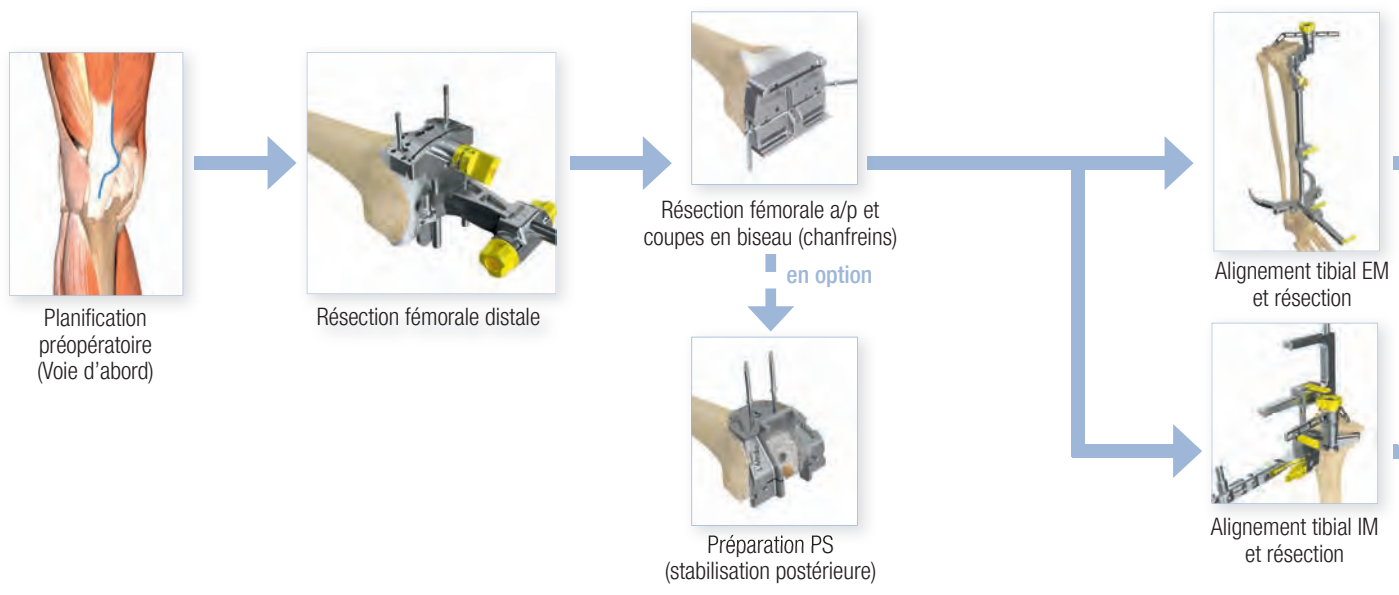 Planification
préopératoire
(Voie d’abord)
Résection fémorale distale
Résection fémorale a/p et
coupes en biseau (chanfreins)
en option
Préparation PS
(stabilisation postérieure)
Alignement tibial EM
et résection
Alignement tibial IM
et résection